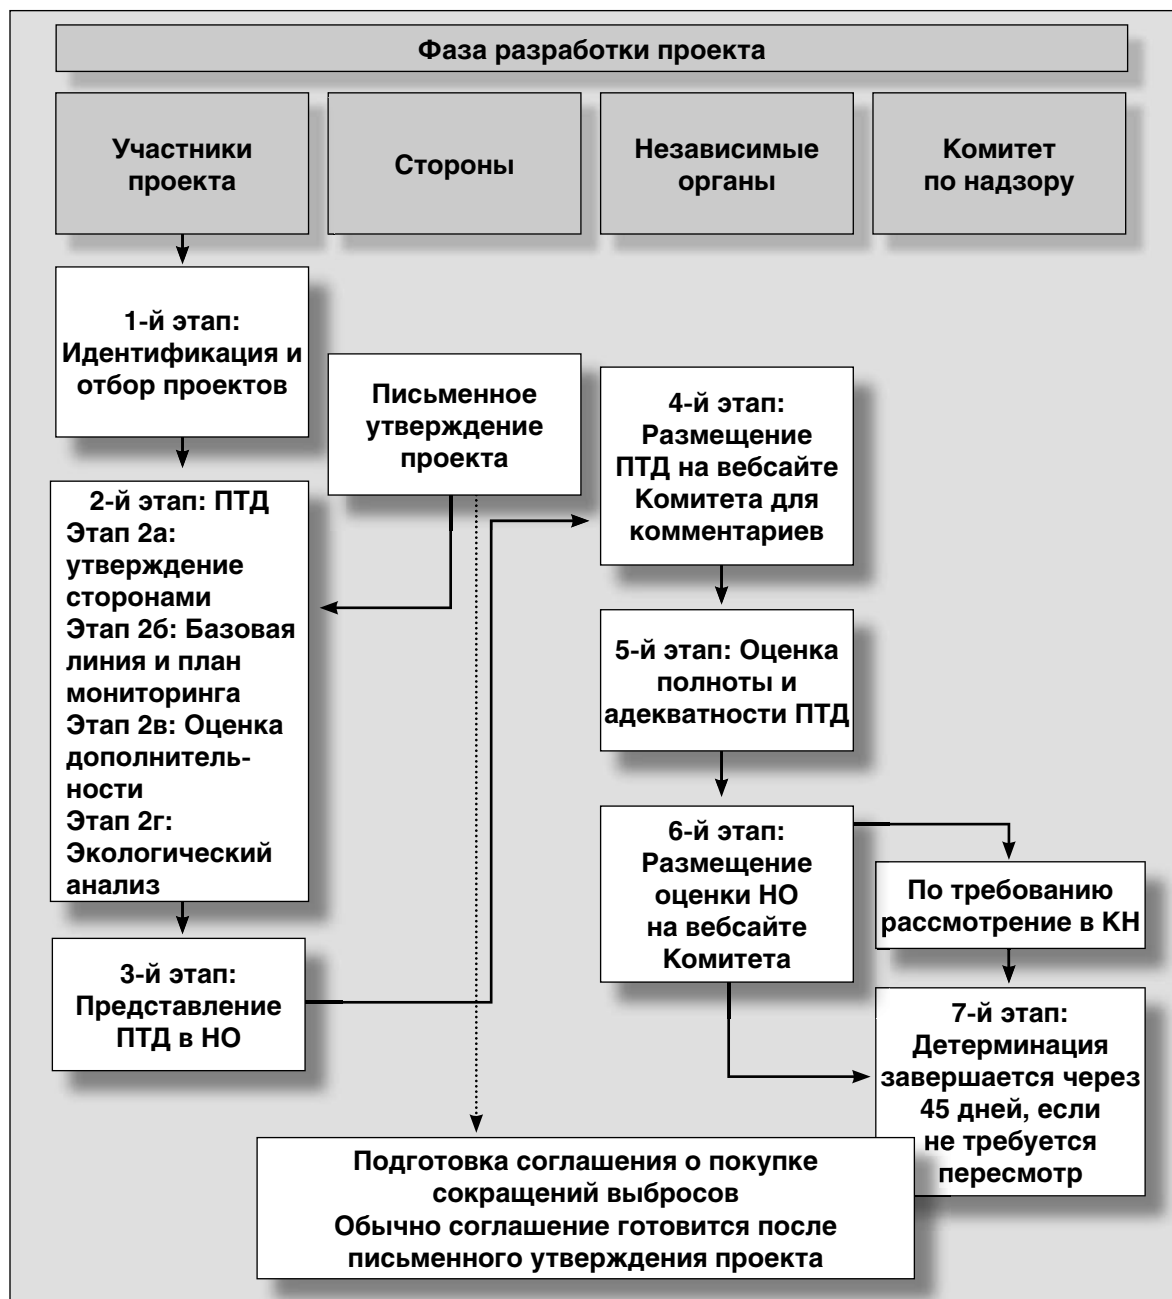 Фаза разработки проекта
Участники
проекта
Стороны
Независимые
органы
Комитет
по надзору
1-й этап:
Идентификация и
отбор проектов
2-й этап: ПТД
Этап 2а:
утверждение
сторонами
Этап 2б: Базовая
линия и план
мониторинга
Этап 2в: Оценка
дополнитель-
ности
Этап 2г:
Экологический
анализ
3-й этап:
Представление
ПТД в НО
Письменное
утверждение
проекта
4-й этап:
Размещение
ПТД на вебсайте
Комитета для
комментариев
5-й этап: Оценка
полноты и
адекватности ПТД
6-й этап:
Размещение
оценки НО
на вебсайте
Комитета
По требованию
рассмотрение в КН
7-й этап:
Детерминация
завершается через
45 дней, если
не требуется
пересмотр
Подготовка соглашения о покупке
сокращений выбросов
Обычно соглашение готовится после
письменного утверждения проекта